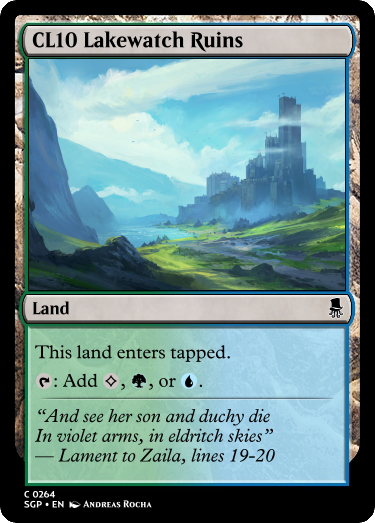 CL10 Lakewatch Ruins
Land
This land enters tapped.
: Add , , or .
“And see her son and duchy die
In violet arms, in eldritch skies”
— Lament to Zaila, lines 19-20
C 0264
SGP • EN Andreas Rocha